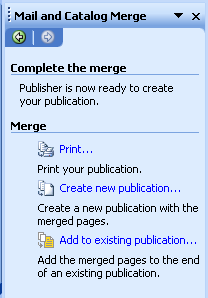 Mail and Catalog Merge
Complete the merge
Publisher is now ready to create
your publication.
Merge
Print...
Print your publication.
Create new publication...
Create a new publication with the
merged pages.
Add to existing publication...
Add the merged pages to the end
of an existing publication.